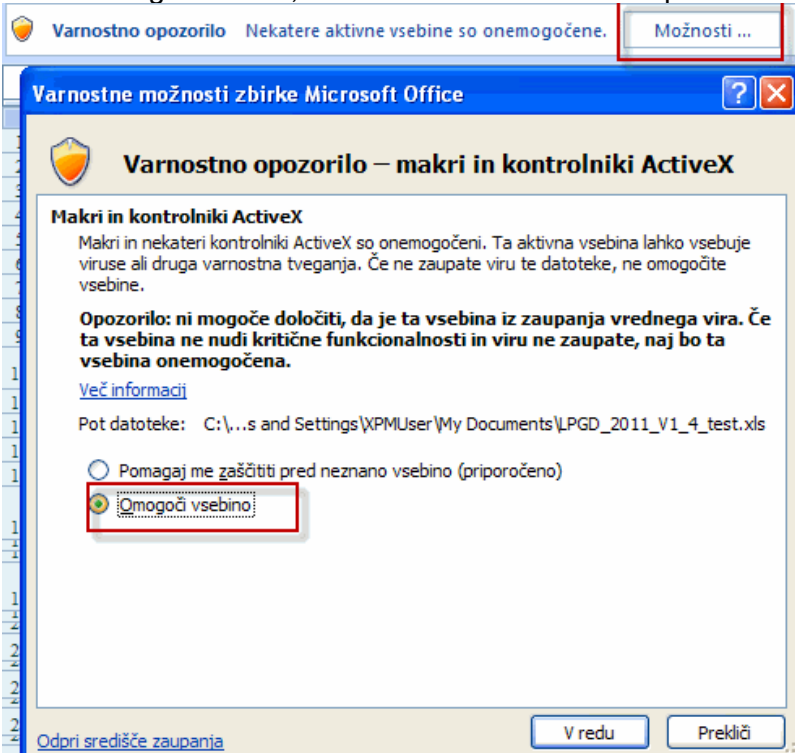 Varnostno opozorilo Nekatere aktivne vsebine so onemogočene. Možnosti ...
Varnostne možnosti zbirke Microsoft Office
Varnostno opozorilo – makri in kontrolniki ActiveX
Makri in kontrolniki ActiveX
Makri in nekateri kontrolniki ActiveX so onemogočeni. Ta aktivna vsebina lahko vsebuje
viruse ali druga varnostna tveganja. Če ne zaupate viru te datoteke, ne omogočite
vsebine.
Opozorilo: ni mogoče določiti, da je ta vsebina iz zaupanja vrednega vira. Če
ta vsebina ne nudi kritične funkcionalnosti in viru ne zaupate, naj bo ta
vsebina onemogočena.
Več informacij
Pot datoteke: C:\...s and Settings\XPMUser\My Documents\LPGD_2011_V1_4_test.xls
Pomagaj me zaščititi pred neznano vsebino (priporočeno)
Omogoči vsebino
Odpri središče zaupanja V redu Prekliči